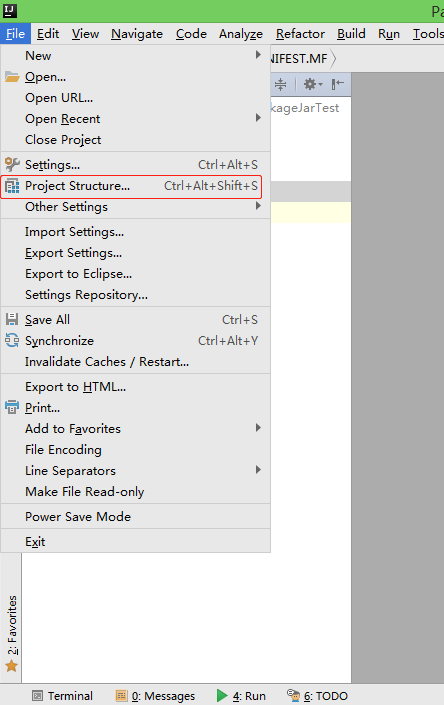 Pa
File Edit View Navigate Code Analyze Refactor Build Run Tools
NIFEST.MF
New
Open...
ckageJarTest
Open URL...
Open Recent
Close Project
Settings... Ctrl+Alt+S
Project Structure... Ctrl+Alt+Shift+S
Other Settings
Import Settings...
Export Settings...
Export to Eclipse...
Settings Repository...
Save All Ctrl+S
Synchronize Ctrl+Alt+Y
Invalidate Caches / Restart...
Export to HTML...
Print...
Add to Favorites
File Encoding
Line Separators
Make File Read-only
Power Save Mode
Exit
2: Favorites
Terminal 0: Messages 4: Run 6: TODO